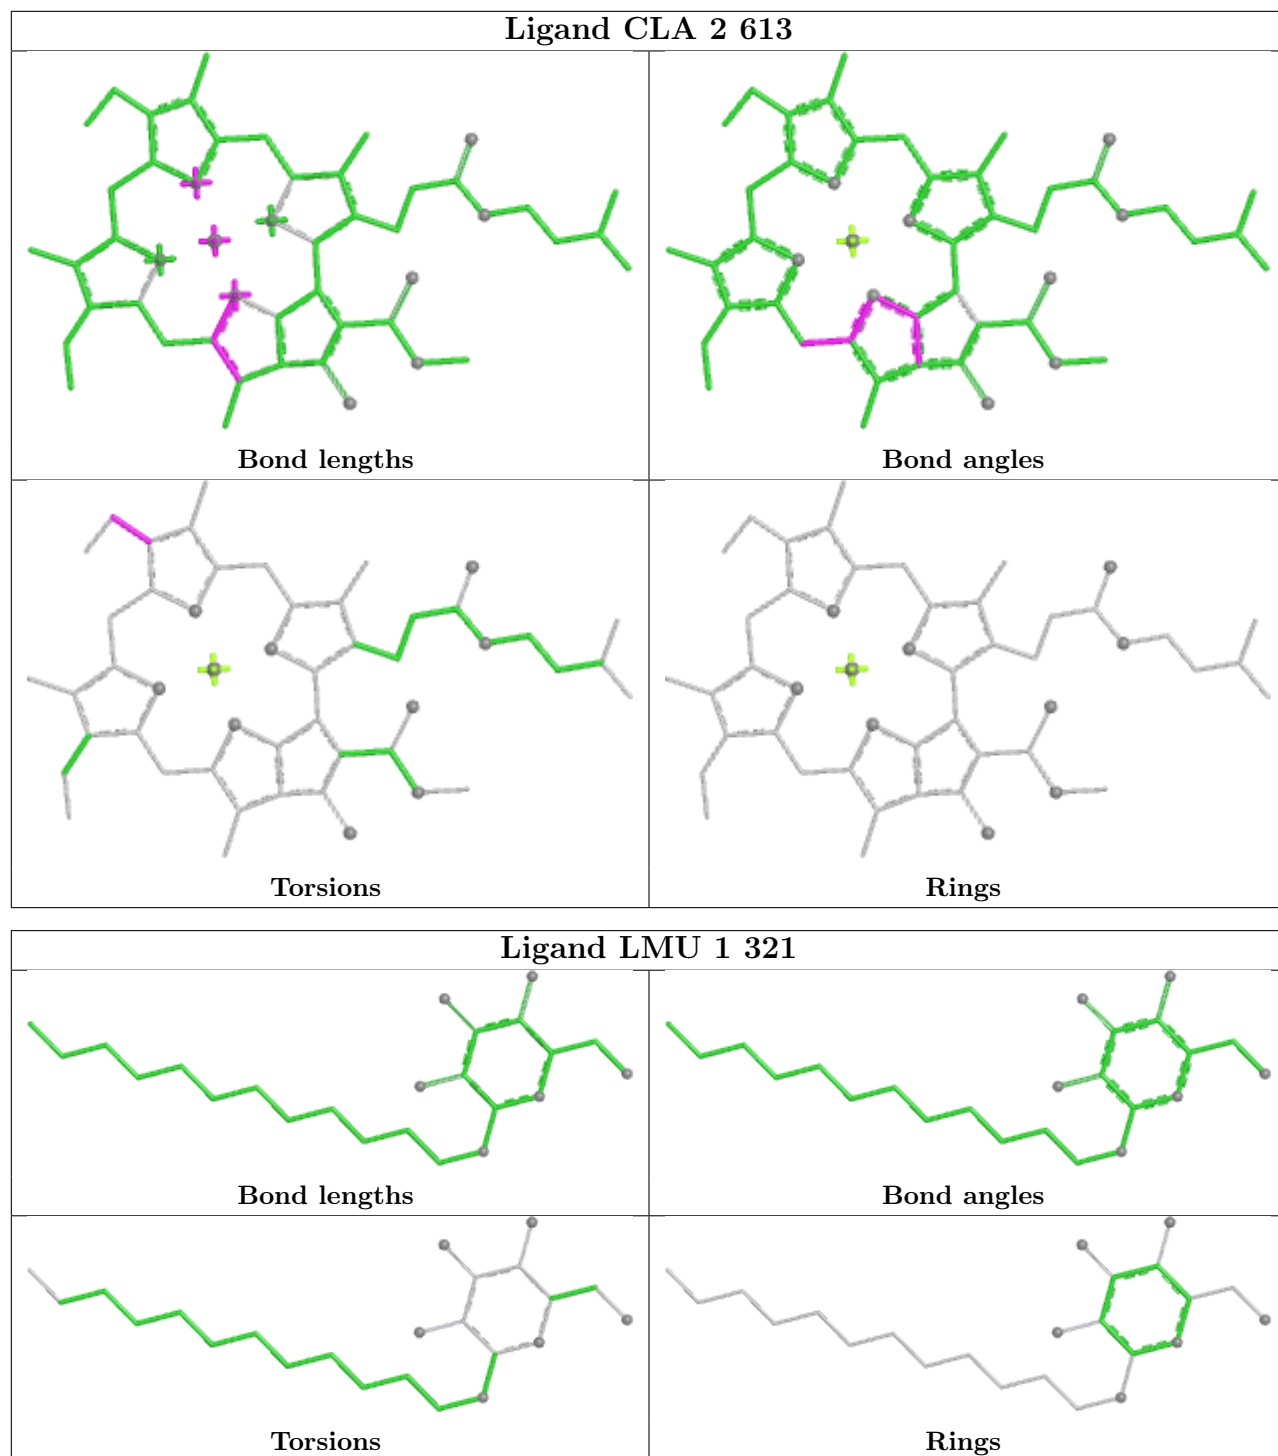 Ligand CLA 2 613
Bond lengths
Bond angles
Torsions
Rings
Ligand LMU 1 321
Bond lengths
Bond angles
Torsions
Rings